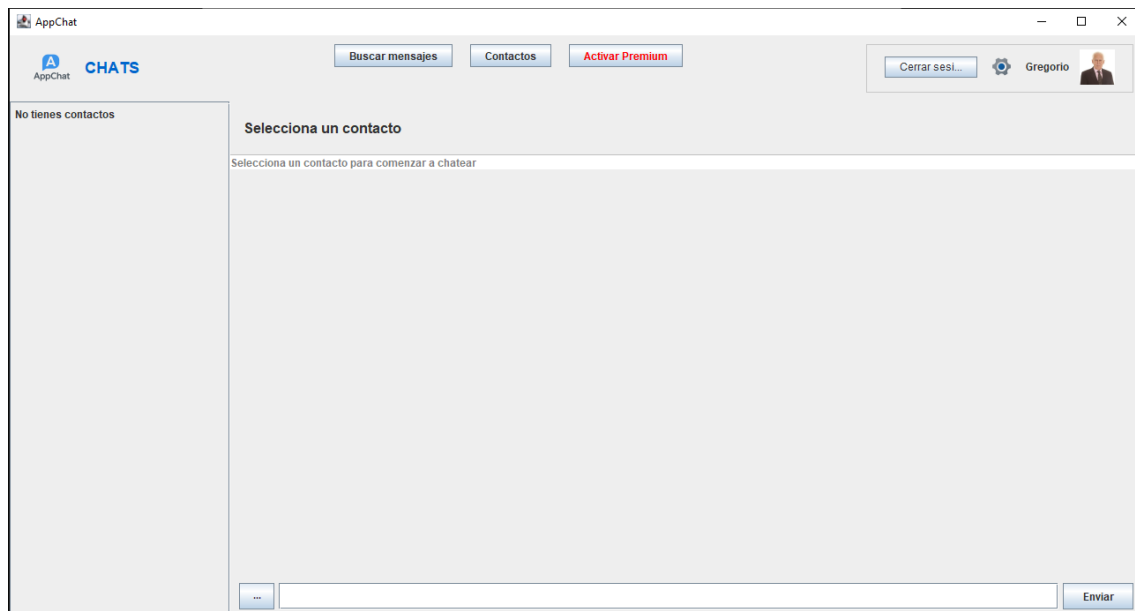 AppChat
A
AppChat
CHATS
Buscar mensajes
Contactos
Activar Premium
Cerrar sesi...
Gregorio
No tienes contactos
Selecciona un contacto
Selecciona un contacto para comenzar a chatear
...
Enviar